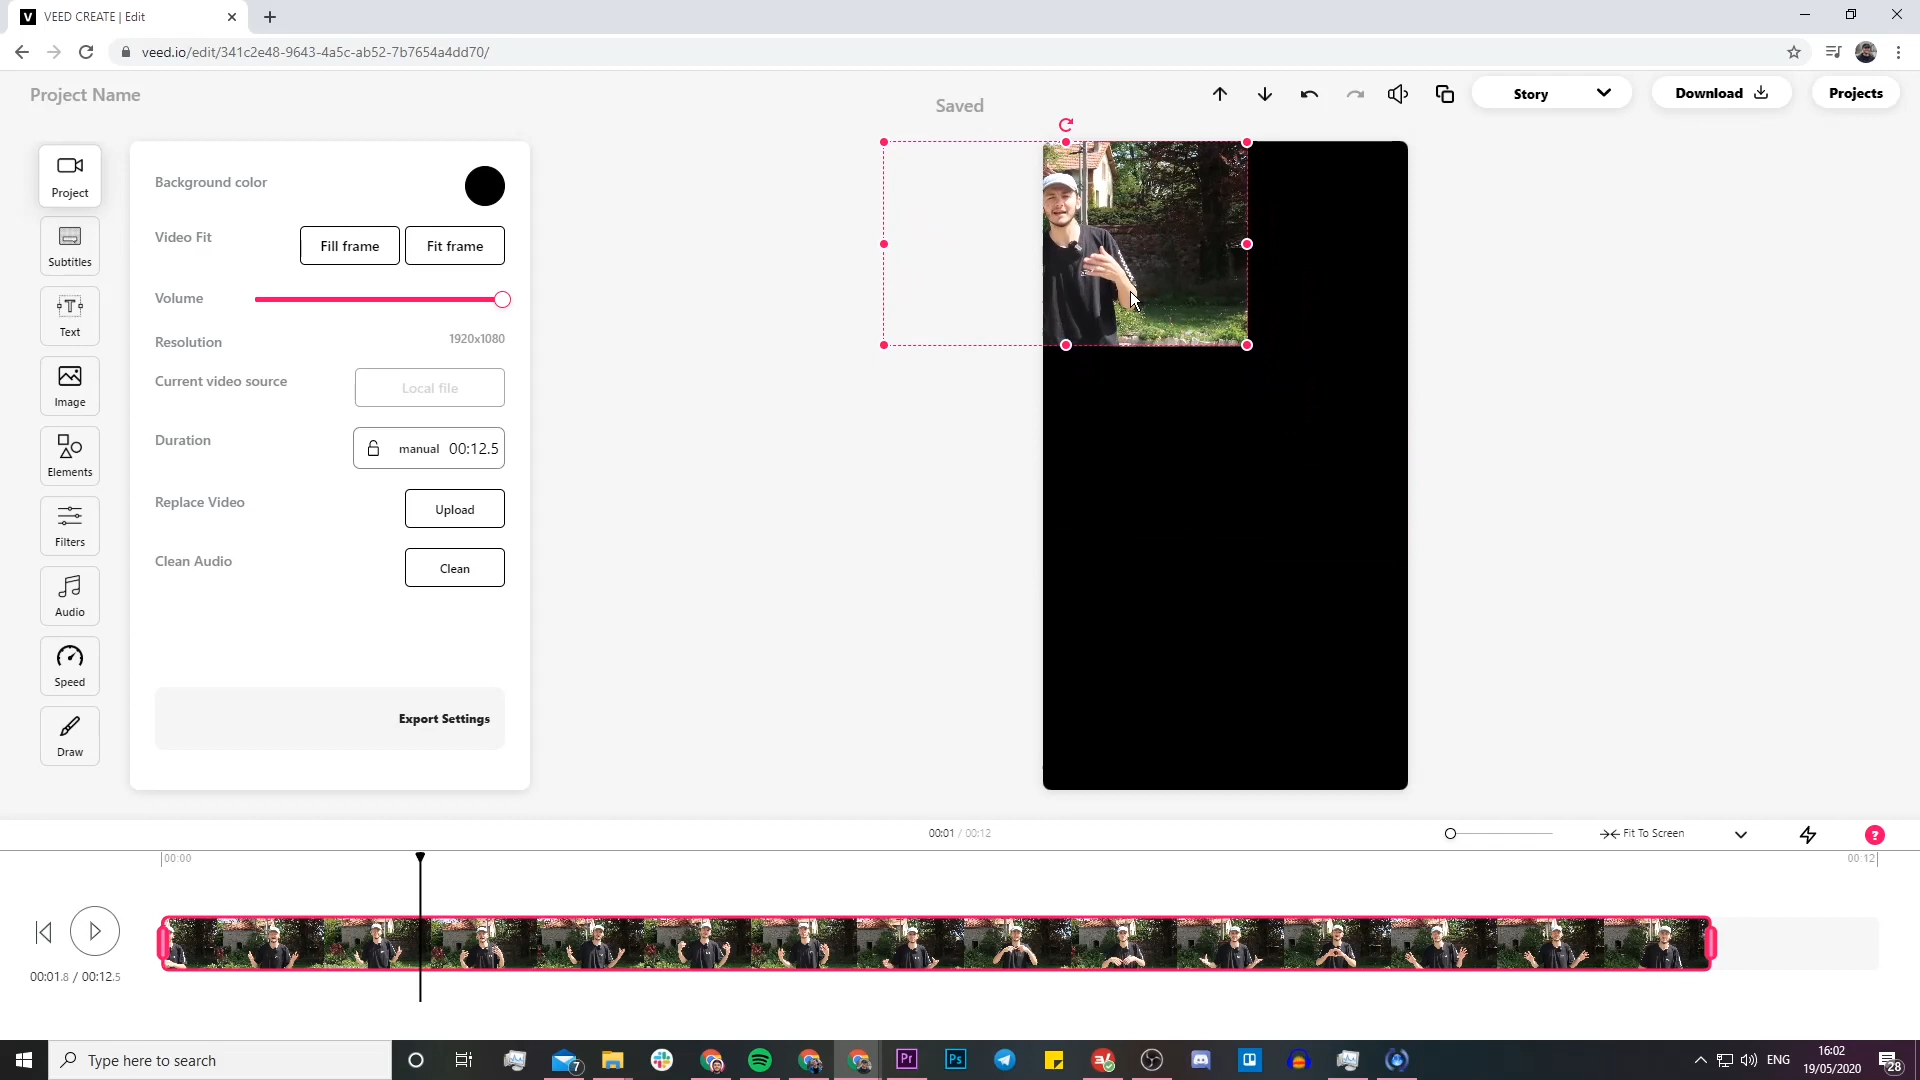 VEED CREATE | Edit
veed.io/edit/341c2e48-9643-4a5c-ab52-7b7654a4dd70/
Project Name
Saved
Story
Download
Projects
Project
Subtitles
Text
Image
Elements
Filters
Audio
Speed
Draw
Background color
Video Fit
Fill frame
Fit frame
Volume
Resolution
1920x1080
Current video source
Local file
Duration
manual 00:12.5
Replace Video
Upload
Clean Audio
Clean
Export Settings
00:01 / 00:12
Fit To Screen
?
00:00
00:12
00:01.8 / 00:12.5
Type here to search
7
Pr
Ps
ENG
16:02
19/05/2020
28